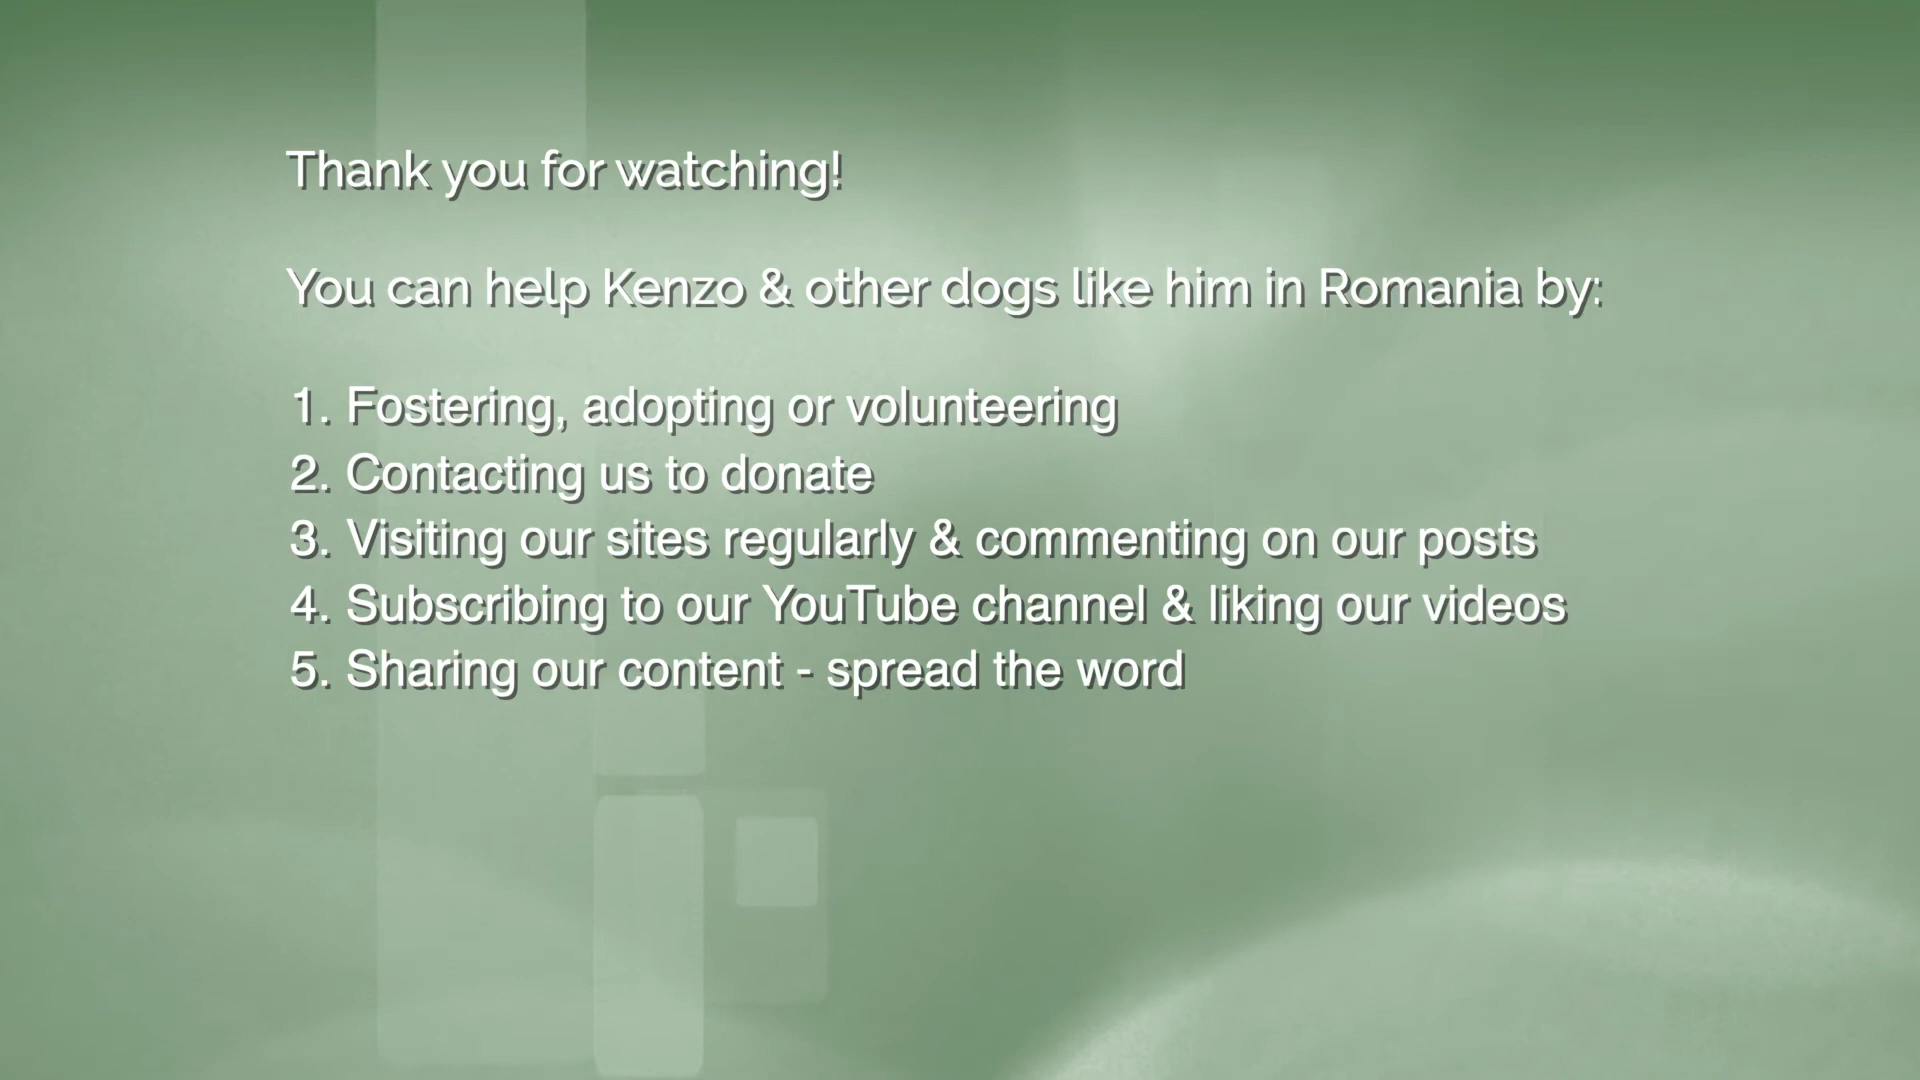 Thank you for watching!
You can help Kenzo & other dogs like him in Romania by:
1. Fostering, adopting or volunteering
2. Contacting us to donate
3. Visiting our sites regularly & commenting on our posts
4. Subscribing to our YouTube channel & liking our videos
5. Sharing our content - spread the word